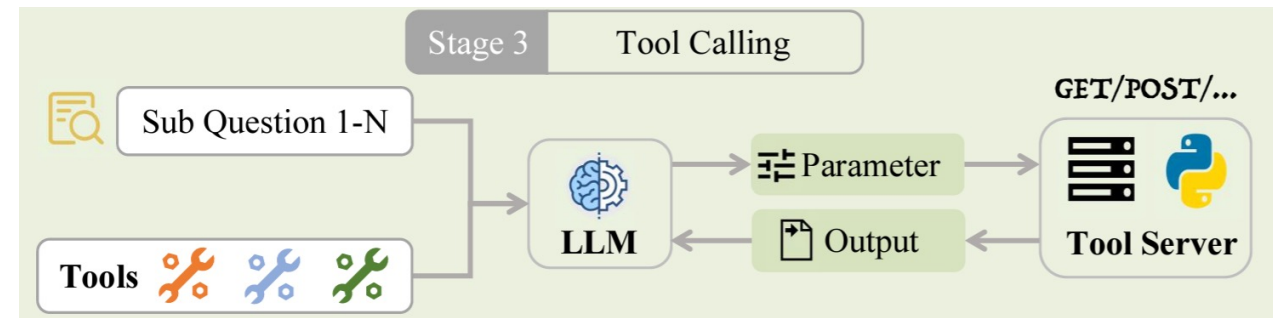 Stage 3 Tool Calling
GET/POST/...
Sub Question 1-N
Parameter
LLM
Output
Tool Server
Tools